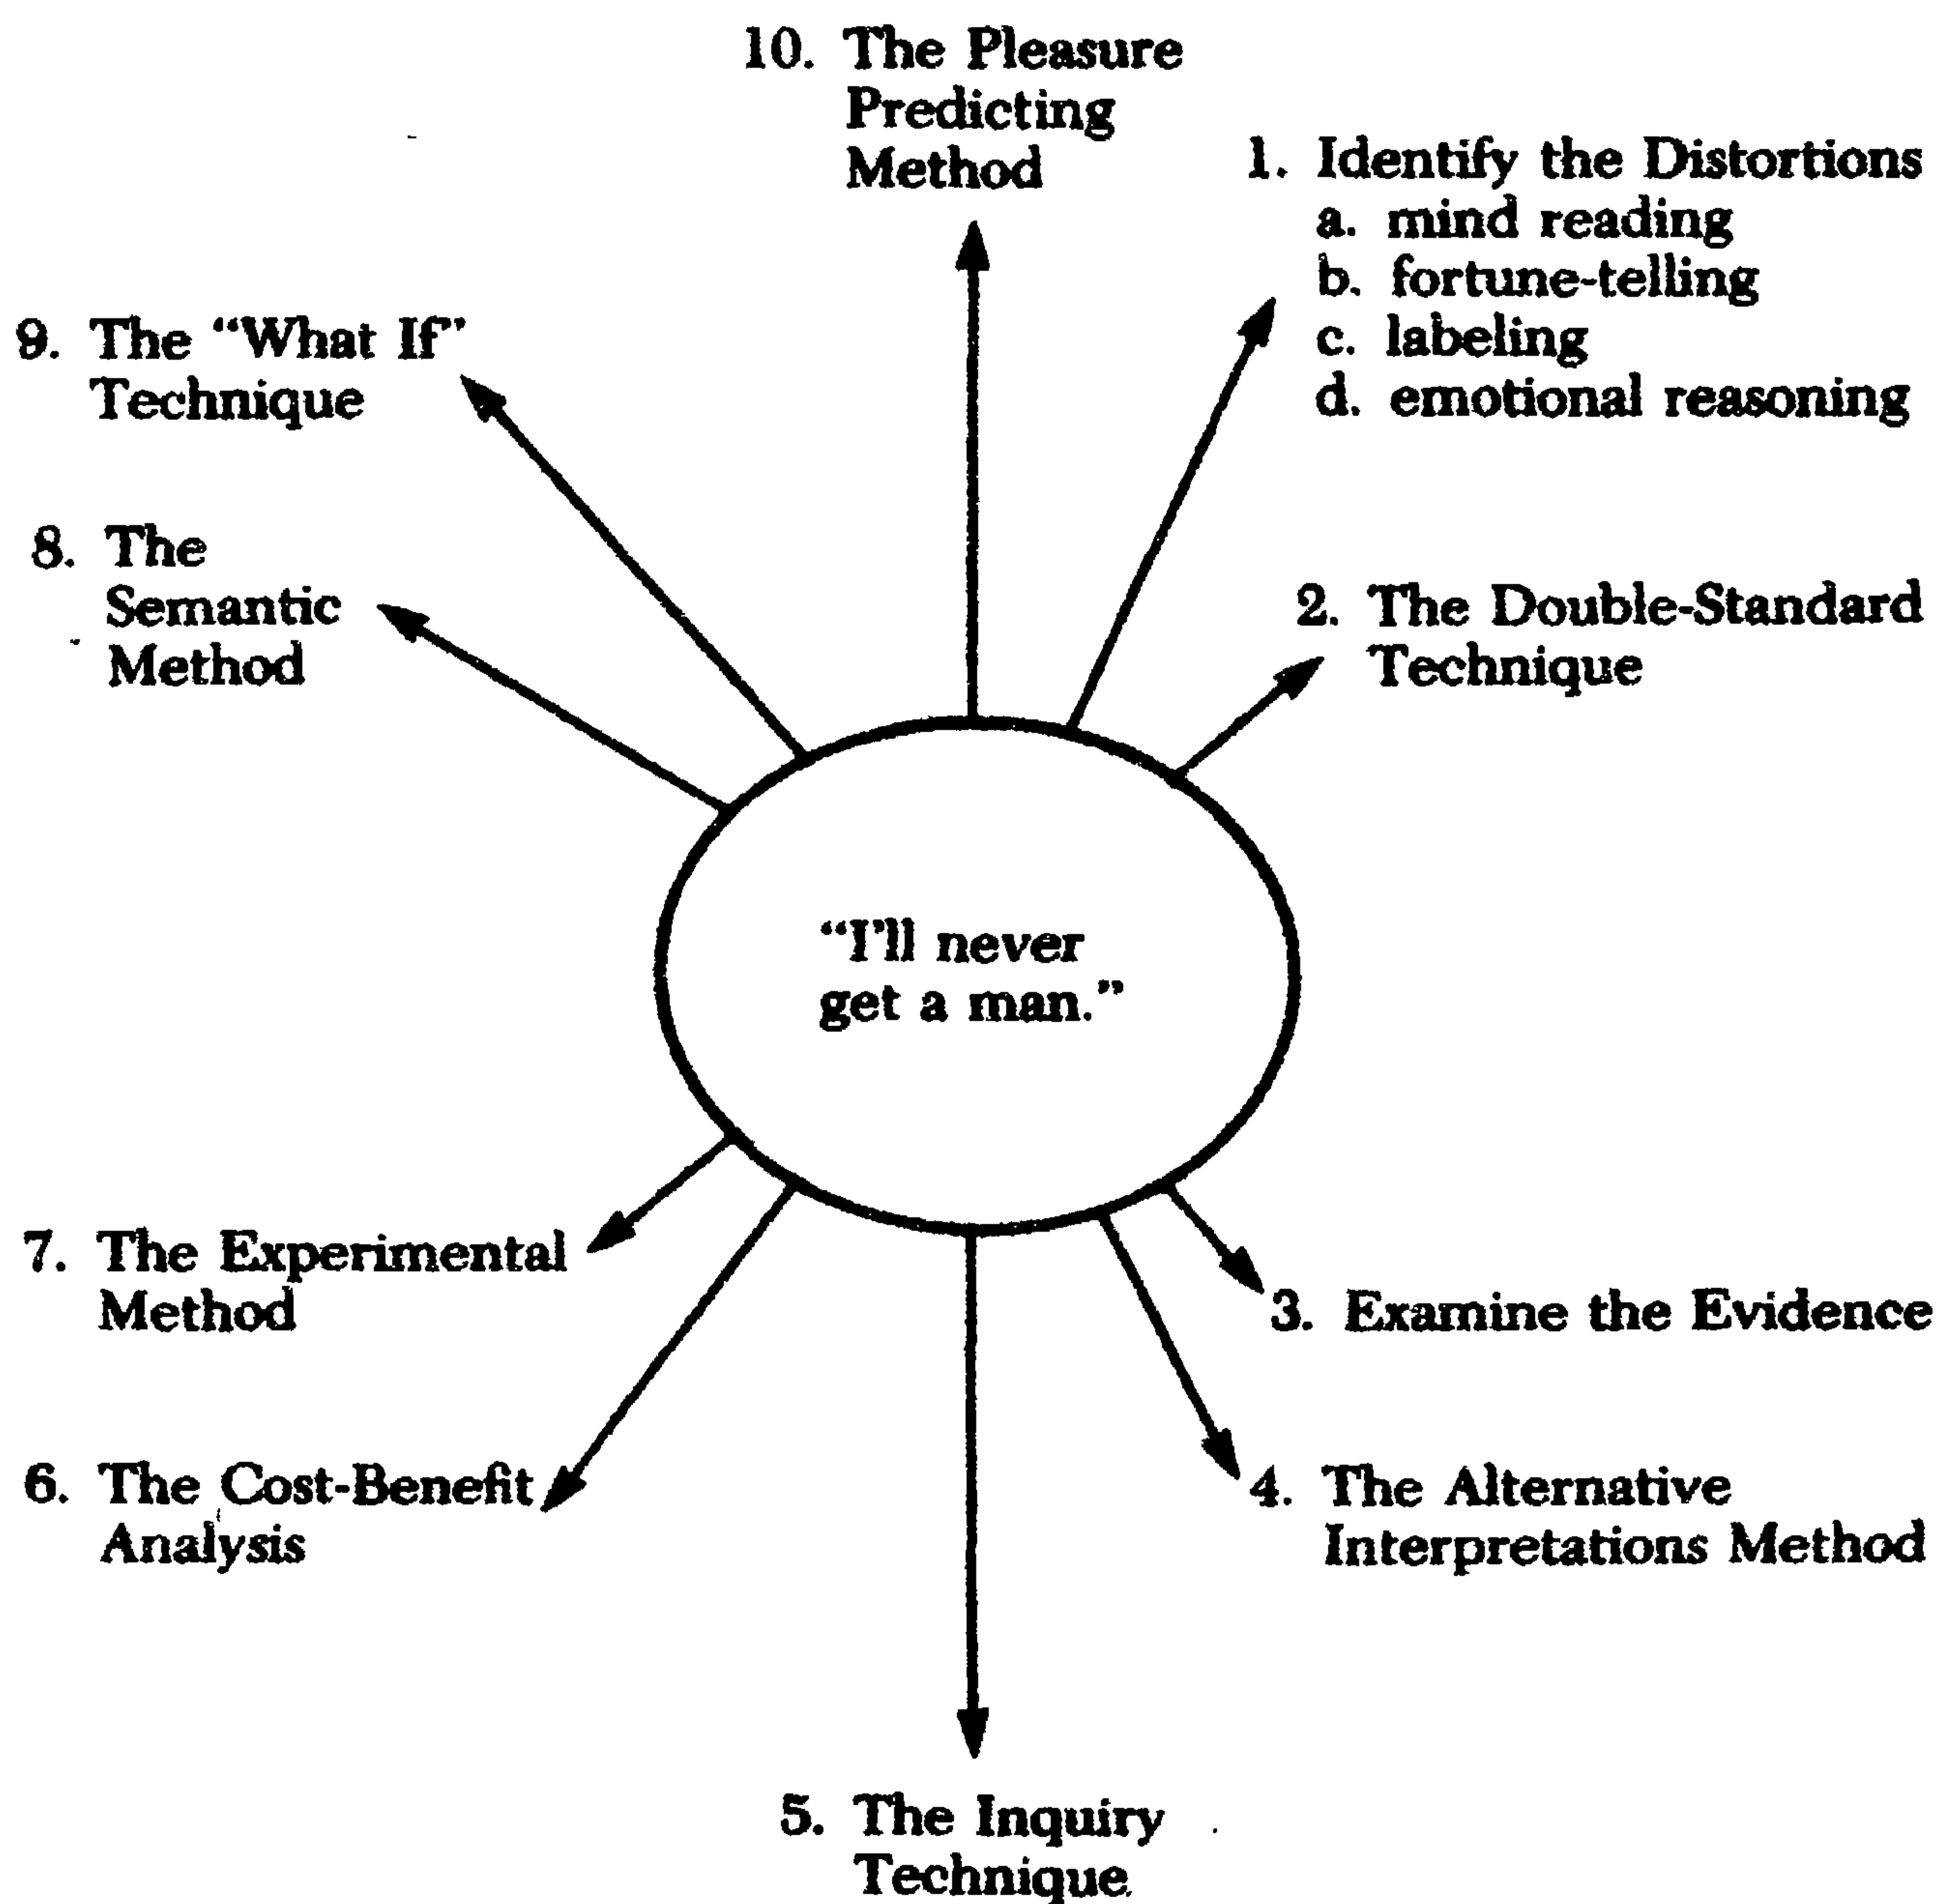 10. The Pleasure
Predicting
Method
1. Identify the Distortions
a. mind reading
b. fortune-telling
c. labeling
d. emotional reasoning
9. The “What If”
Technique
8. The
Semantic
Method
2. The Double-Standard
Technique
“I’ll never
get a man.”
7. The Experimental
Method
3. Examine the Evidence
6. The Cost-Benefit
Analysis
4. The Alternative
Interpretations Method
5. The Inquiry
Technique